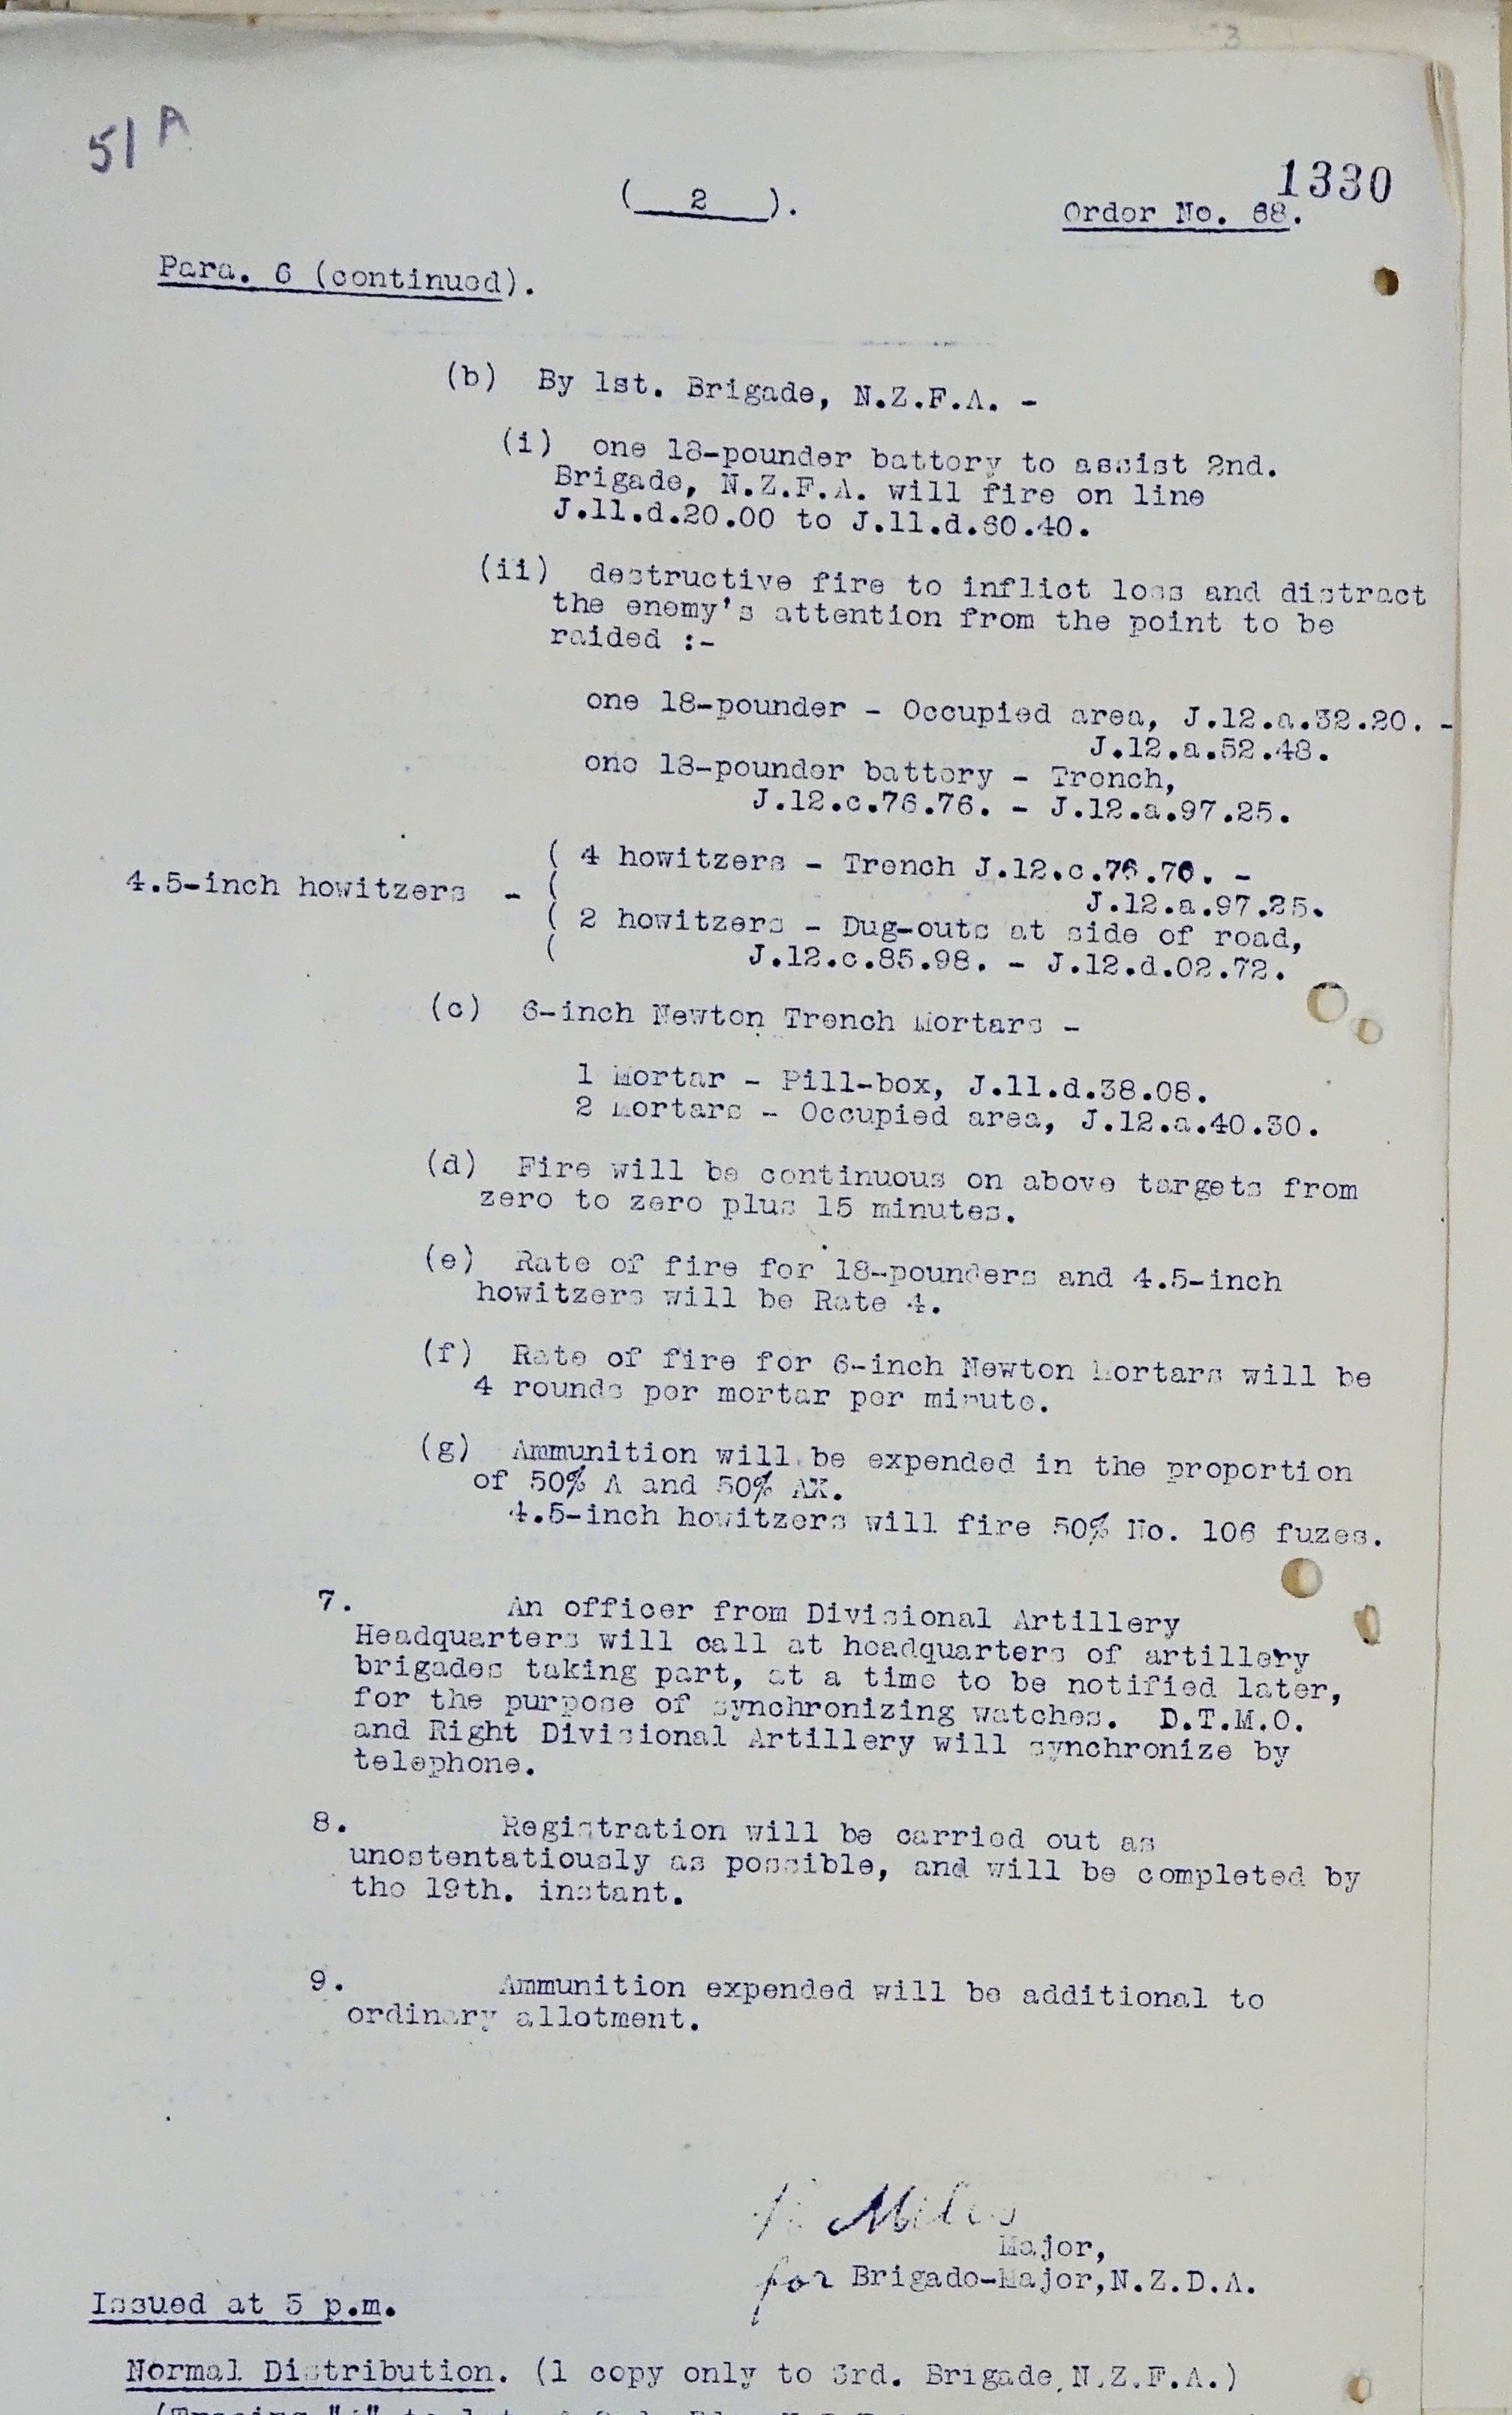 51 A
1330
( 2 ).
Order No. 68.
Para. 6 (continued).
(b) By 1st. Brigade, N.Z.F.A. -
(i) one 18-pounder battery to assist 2nd.
Brigade, N.Z.F.A. will fire on line
J.11.d.20.00 to J.11.d.60.40.
(ii) destructive fire to inflict loss and distract
the enemy's attention from the point to be
raided :-
one 18-pounder - Occupied area, J.12.a.32.20. -
J.12.a.52.48.
one 18-pounder battery - Trench,
J.12.c.76.76. - J.12.a.97.25.
( 4 howitzers - Trench J.12.c.76.76. -
4.5-inch howitzers - ( J.12.a.97.25.
( 2 howitzers - Dug-outs at side of road,
( J.12.c.85.98. - J.12.d.02.72.
(c) 6-inch Newton Trench Mortars -
1 Mortar - Pill-box, J.11.d.38.08.
2 Mortars - Occupied area, J.12.a.40.30.
(d) Fire will be continuous on above targets from
zero to zero plus 15 minutes.
(e) Rate of fire for 18-pounders and 4.5-inch
howitzers will be Rate 4.
(f) Rate of fire for 6-inch Newton Mortars will be
4 rounds per mortar per minute.
(g) Ammunition will be expended in the proportion
of 50% A and 50% AX.
4.5-inch howitzers will fire 50% No. 106 fuzes.
7. An officer from Divisional Artillery
Headquarters will call at headquarters of artillery
brigades taking part, at a time to be notified later,
for the purpose of synchronizing watches. D.T.M.O.
and Right Divisional Artillery will synchronize by
telephone.
8. Registration will be carried out as
unostentatiously as possible, and will be completed by
the 19th. instant.
9. Ammunition expended will be additional to
ordinary allotment.
Miles
Major,
for Brigade-Major, N.Z.D.A.
Issued at 5 p.m.
Normal Distribution. (1 copy only to 3rd. Brigade, N.Z.F.A.)